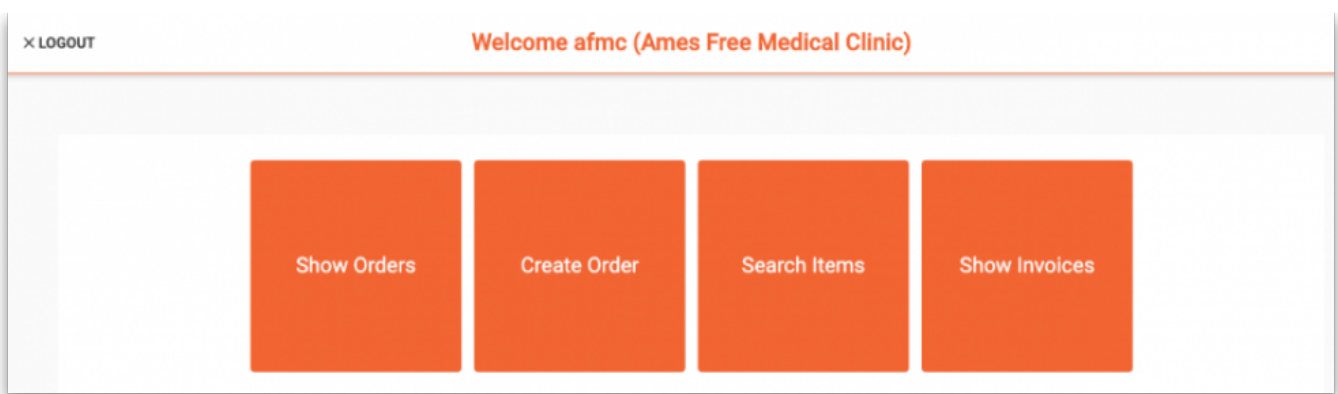 × LOGOUT
Welcome afmc (Ames Free Medical Clinic)
Show Orders
Create Order
Search Items
Show Invoices